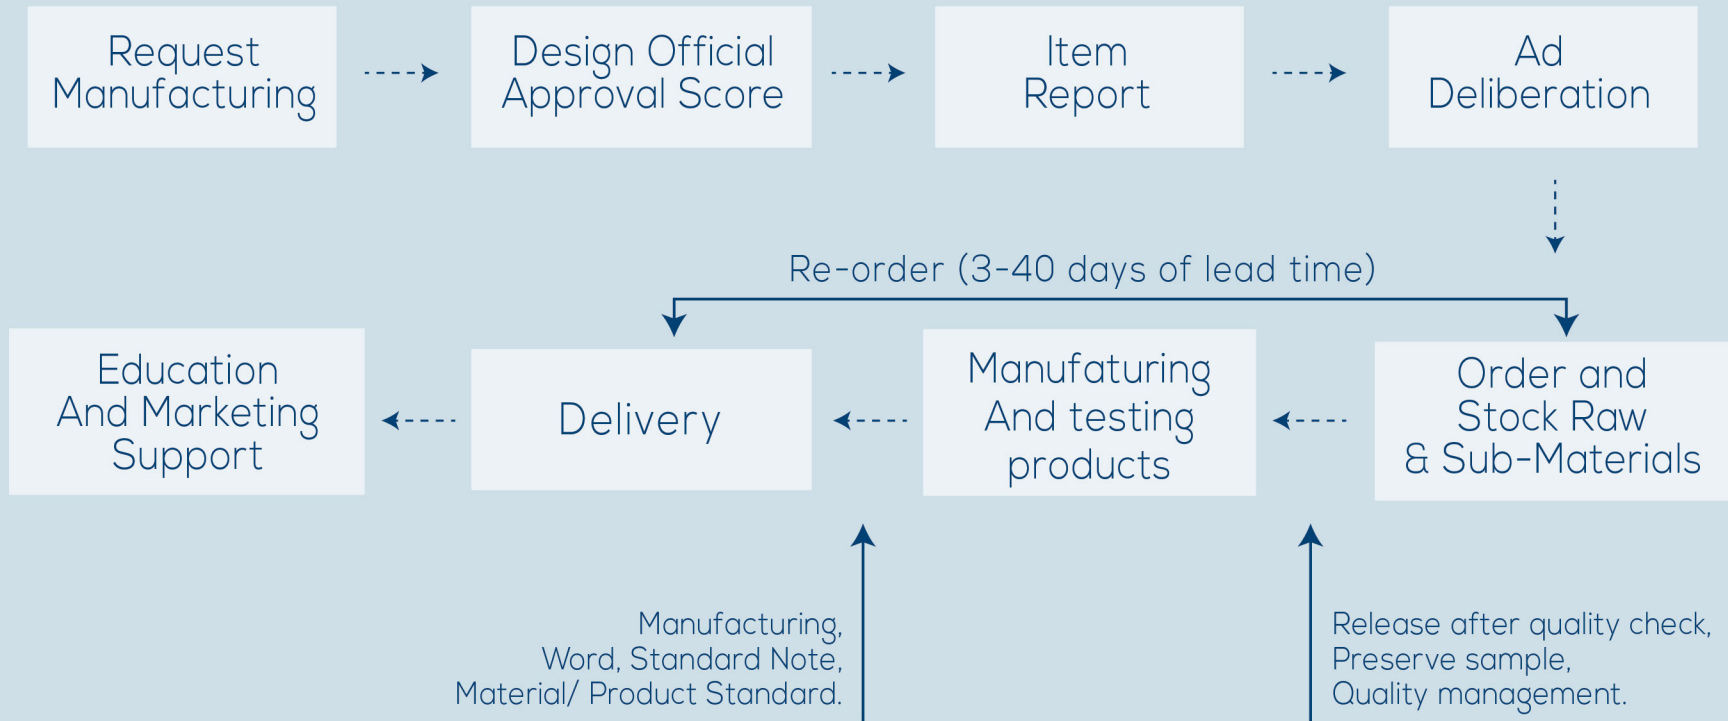 Request
Manufacturing
Design Official
Approval Score
Item
Report
Ad
Deliberation
Re-order (3-40 days of lead time)
Education
And Marketing
Support
Delivery
Manufaturing
And testing
products
Order and
Stock Raw
& Sub-Materials
Manufacturing,
Word, Standard Note,
Material/ Product Standard.
Release after quality check,
Preserve sample,
Quality management.